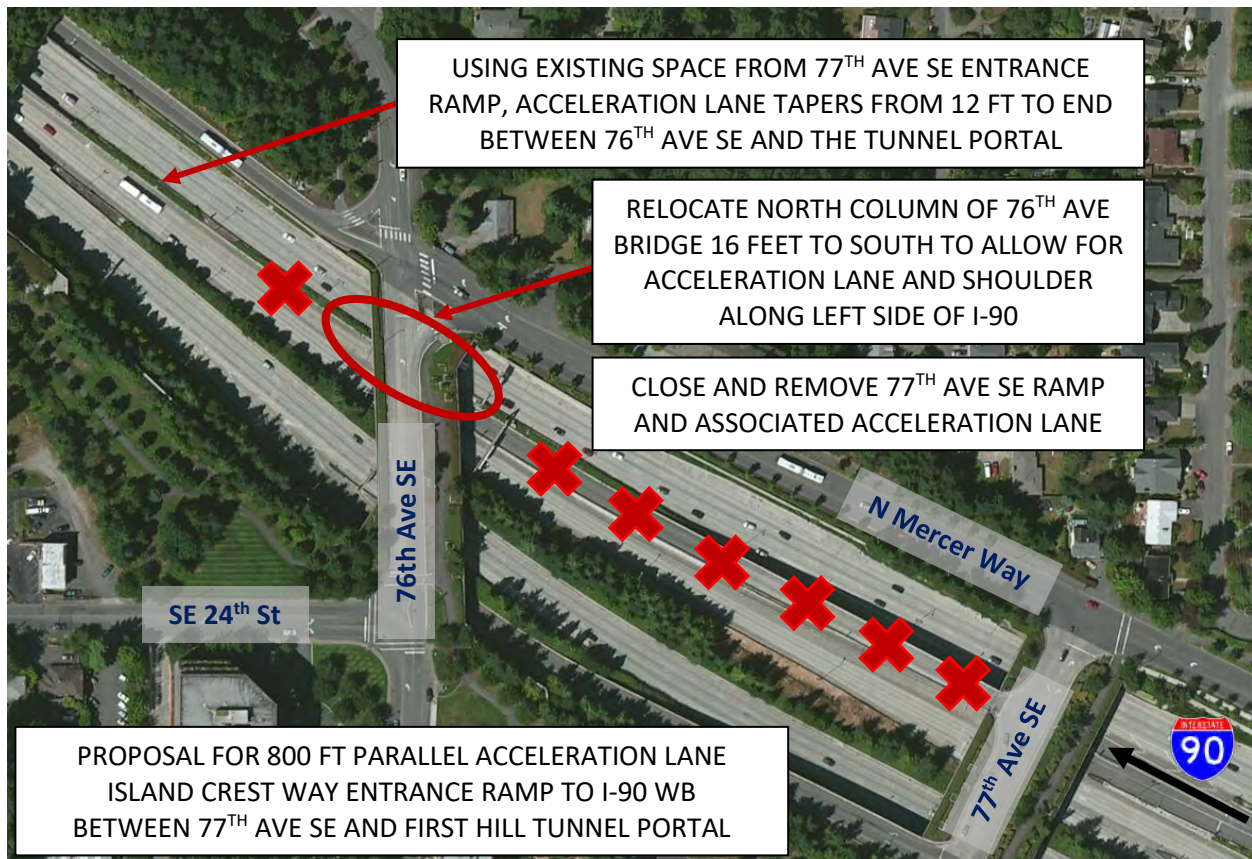 USING EXISTING SPACE FROM 77TH AVE SE ENTRANCE
RAMP, ACCELERATION LANE TAPERS FROM 12 FT TO END
BETWEEN 76TH AVE SE AND THE TUNNEL PORTAL
RELOCATE NORTH COLUMN OF 76TH AVE
BRIDGE 16 FEET TO SOUTH TO ALLOW FOR
ACCELERATION LANE AND SHOULDER
ALONG LEFT SIDE OF I-90
CLOSE AND REMOVE 77TH AVE SE RAMP
AND ASSOCIATED ACCELERATION LANE
76th Ave SE
N Mercer Way
SE 24th St
77th Ave SE
INTERSTATE
90
PROPOSAL FOR 800 FT PARALLEL ACCELERATION LANE
ISLAND CREST WAY ENTRANCE RAMP TO I-90 WB
BETWEEN 77TH AVE SE AND FIRST HILL TUNNEL PORTAL